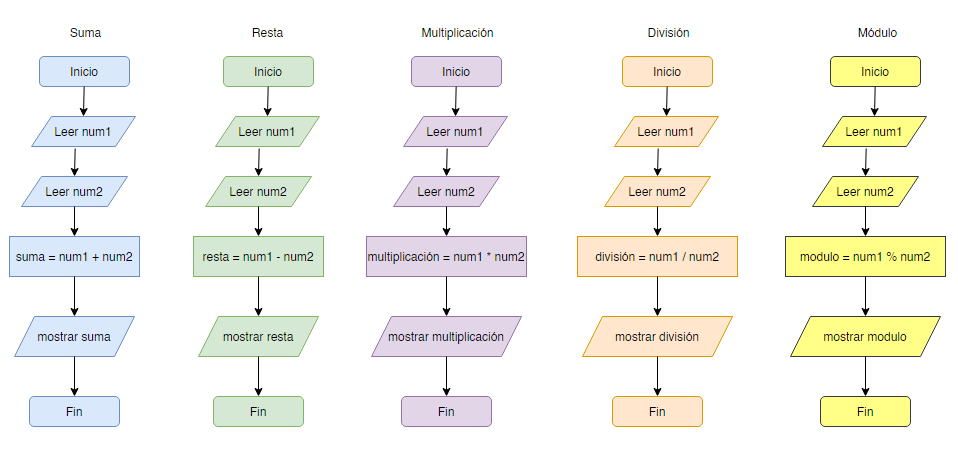 Suma
Inicio
Leer num1
Leer num2
suma = num1 + num2
mostrar suma
Fin
Resta
Inicio
Leer num1
Leer num2
resta = num1 - num2
mostrar resta
Fin
Multiplicación
Inicio
Leer num1
Leer num2
multiplicación = num1 * num2
mostrar multiplicación
Fin
División
Inicio
Leer num1
Leer num2
división = num1 / num2
mostrar división
Fin
Módulo
Inicio
Leer num1
Leer num2
modulo = num1 % num2
mostrar modulo
Fin